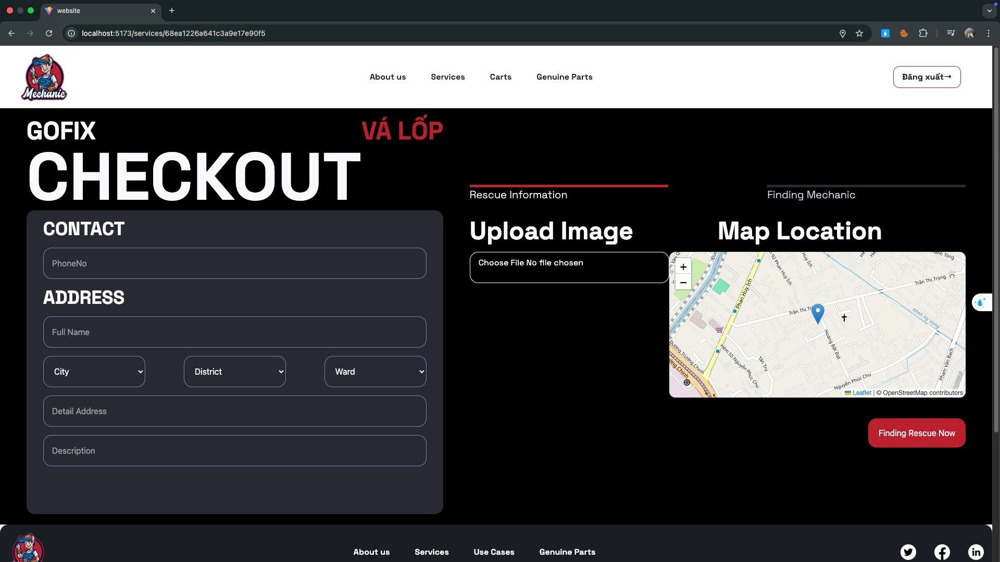 website
localhost:5173/services/68ea1226a641c3a9e17e90f5
Mechanic
About us
Services
Carts
Genuine Parts
Đăng xuất→
GOFIX
VÁ LỐP
CHECKOUT
Rescue Information
Finding Mechanic
CONTACT
PhoneNo
ADDRESS
Full Name
City
District
Ward
Detail Address
Description
Upload Image
Choose File No file chosen
Map Location
+
−
Phan Huy Ích
92 Phan Huy Ích
Trần Thị Trọng
Kênh Hy Vọng
Hoàng Bật Đạt
Hẻm 55 Nguyễn Phúc Chu
Tân Trụ
Đường Trường Chinh
Nguyễn Phúc Chu
Phạm Văn Bạch
Leaflet | © OpenStreetMap contributors
Finding Rescue Now
About us
Services
Use Cases
Genuine Parts